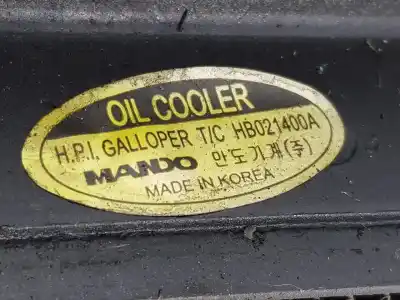 OIL COOLER
H.P.I, GALLOPER T/C HB021400A
MANDO 만도기계(주)
MADE IN KOREA